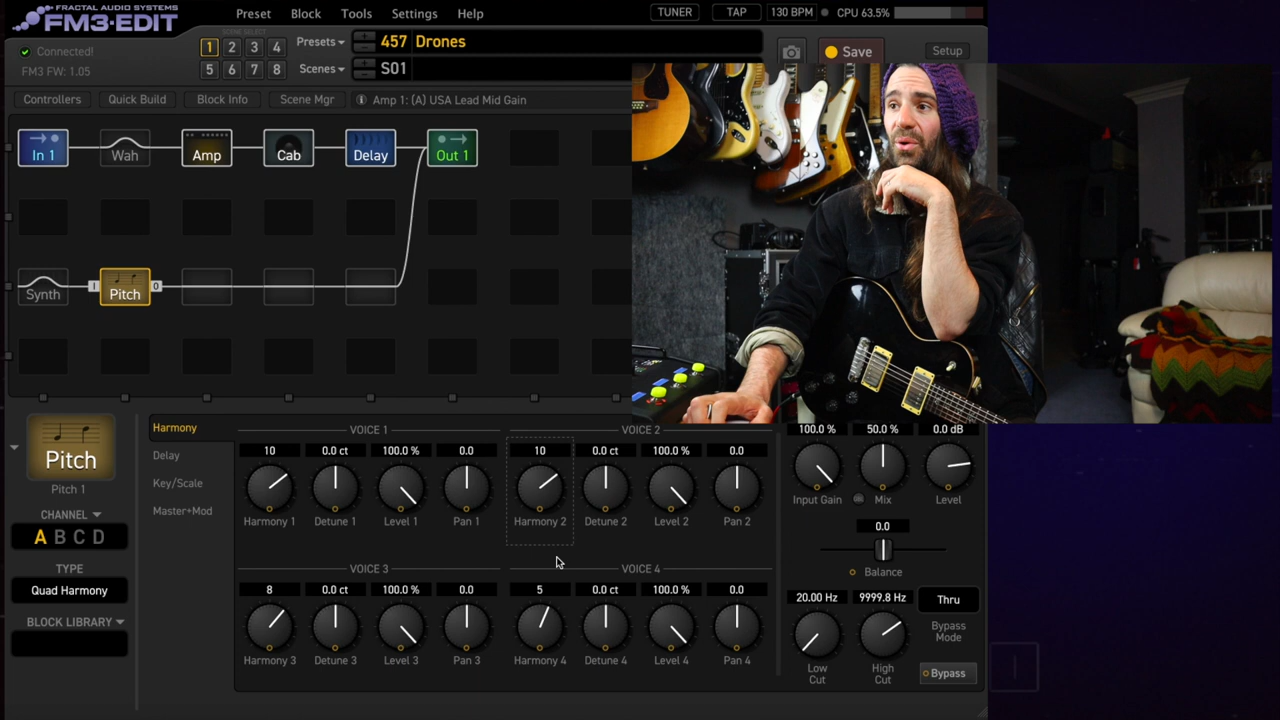 FRACTAL AUDIO SYSTEMS
FM3-EDIT
Preset Block Tools Settings Help
TUNER TAP 130 BPM CPU 63.5%
Connected!
FM3 FW: 1.05
1 2 3 4
5 6 7 8
Presets 457 Drones
Scenes S01
Save Setup
Controllers Quick Build Block Info Scene Mgr Amp 1: (A) USA Lead Mid Gain
In 1 Wah Amp Cab Delay Out 1
Synth I Pitch O
Pitch
Pitch 1
CHANNEL
A B C D
TYPE
Quad Harmony
BLOCK LIBRARY
Harmony
Delay
Key/Scale
Master+Mod
VOICE 1 VOICE 2
10 0.0 ct 100.0 % 0.0 10 0.0 ct 100.0 % 0.0
Harmony 1 Detune 1 Level 1 Pan 1 Harmony 2 Detune 2 Level 2 Pan 2
VOICE 3 VOICE 4
8 0.0 ct 100.0 % 0.0 5 0.0 ct 100.0 % 0.0
Harmony 3 Detune 3 Level 3 Pan 3 Harmony 4 Detune 4 Level 4 Pan 4
100.0 % 50.0 % 0.0 dB
Input Gain Mix Level
0.0
Balance
20.00 Hz 9999.8 Hz Thru
Bypass
Mode
Low
Cut
High
Cut
Bypass